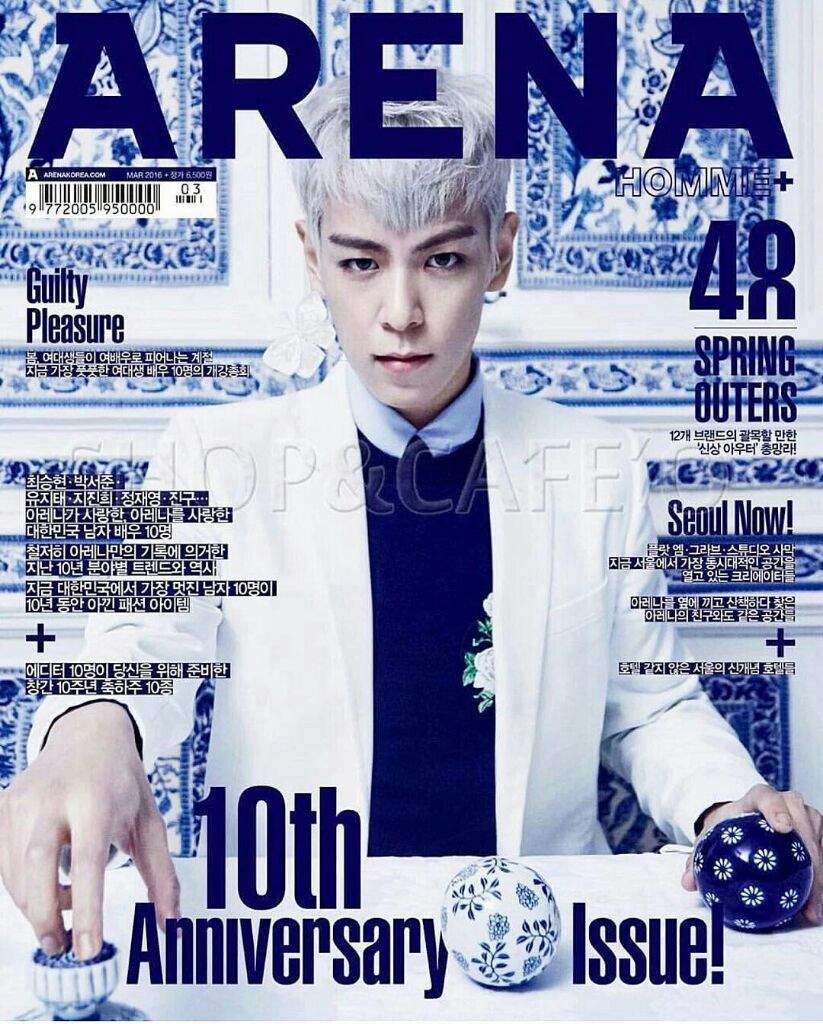 ARENA
HOMME+
A ARENAKOREA.COM MAR 2016 + 정가 6,500원
03
9 772005 950000
48
SPRING
OUTERS
12개 브랜드의 괄목할 만한
'신상 아우터' 총망라!
Guilty
Pleasure
봄, 여대생들이 여배우로 피어나는 계절
지금 가장 풋풋한 여대생 배우 10명의 개강총회
SHOP&CAFE
최승현·박서준·
유지태·지진희·정재영·진구…
아레나가 사랑한, 아레나를 사랑한
대한민국 남자 배우 10명
철저히 아레나만의 기록에 의거한
지난 10년 분야별 트렌드와 역사
지금 대한민국에서 가장 멋진 남자 10명이
10년 동안 아낀 패션 아이템
+
에디터 10명이 당신을 위해 준비한
창간 10주년 축하주 10종
Seoul Now!
플랏 엠·그라브·스튜디오 사막
지금 서울에서 가장 동시대적인 공간을
열고 있는 크리에이터들
아레나를 옆에 끼고 산책하다 찾은
아레나의 친구와도 같은 공간들
+
호텔 같지 않은 서울의 신개념 호텔들
10th
Anniversary Issue!